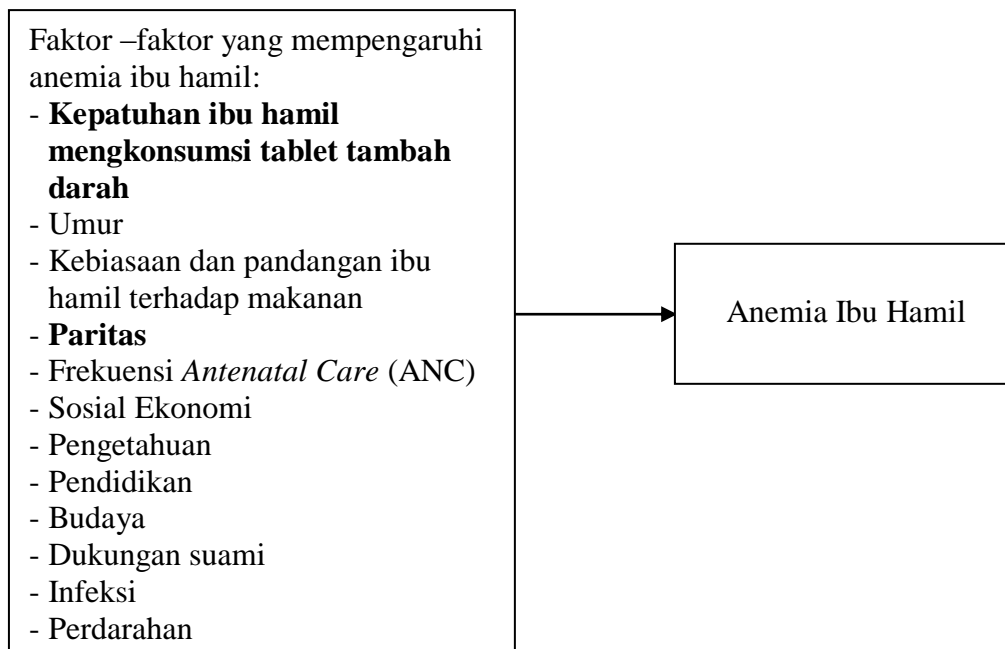 Faktor –faktor yang mempengaruhi
anemia ibu hamil:
- Kepatuhan ibu hamil
mengkonsumsi tablet tambah
darah
- Umur
- Kebiasaan dan pandangan ibu
hamil terhadap makanan
- Paritas
- Frekuensi Antenatal Care (ANC)
- Sosial Ekonomi
- Pengetahuan
- Pendidikan
- Budaya
- Dukungan suami
- Infeksi
- Perdarahan
Anemia Ibu Hamil